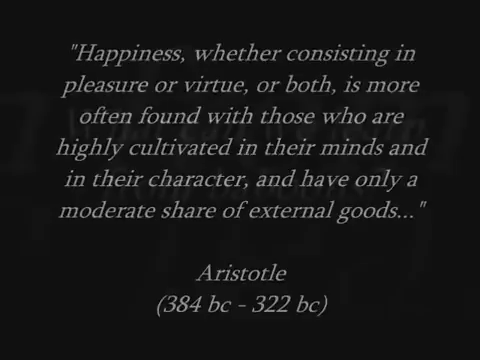 "Happiness, whether consisting in
pleasure or virtue, or both, is more
often found with those who are
highly cultivated in their minds and
in their character, and have only a
moderate share of external goods..."
Aristotle
(384 bc - 322 bc)